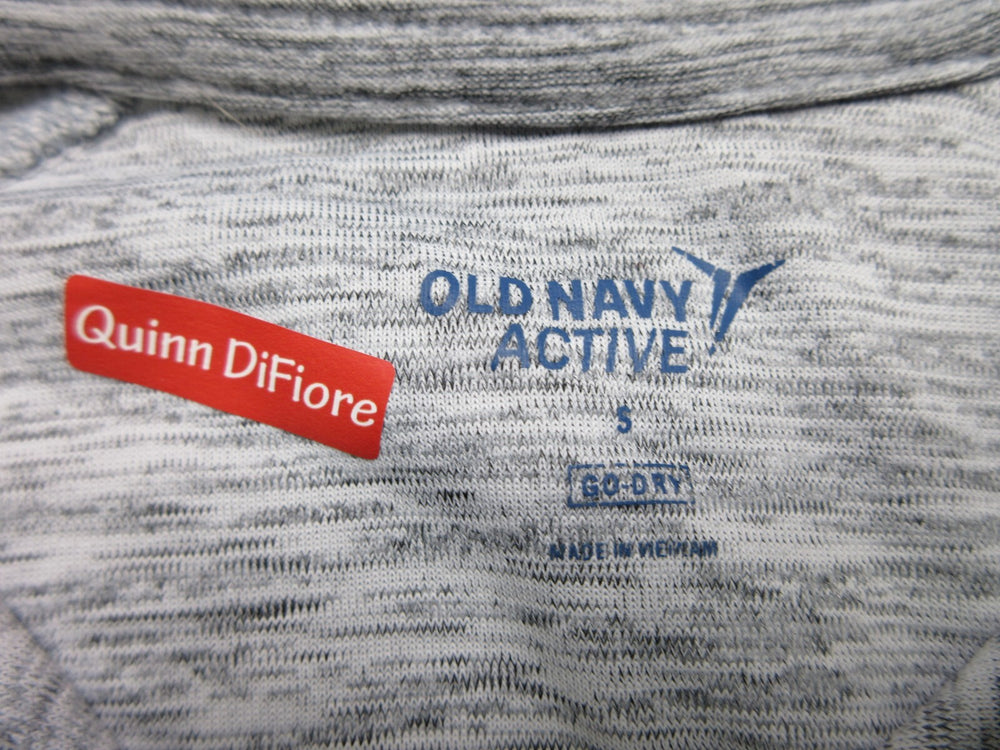 Quinn DiFiore
OLD NAVY
ACTIVE
S
GO-DRY
MADE IN VIETNAM